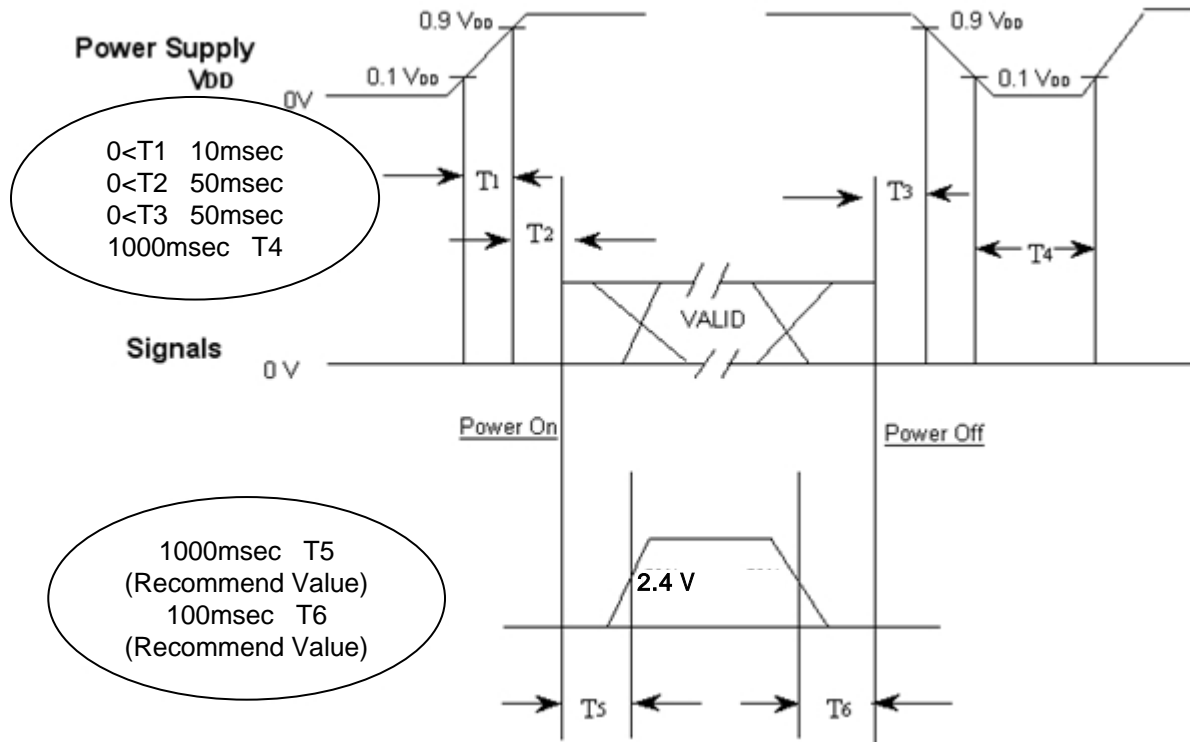 0.9 VDD
0.9 VDD
Power Supply
VDD
0.1 VDD
0.1 VDD
0V
0<T1 10msec
0<T2 50msec
0<T3 50msec
1000msec T4
T1
T3
T2
T4
VALID
Signals
0 V
Power On
Power Off
1000msec T5
(Recommend Value)
100msec T6
(Recommend Value)
2.4 V
T5
T6